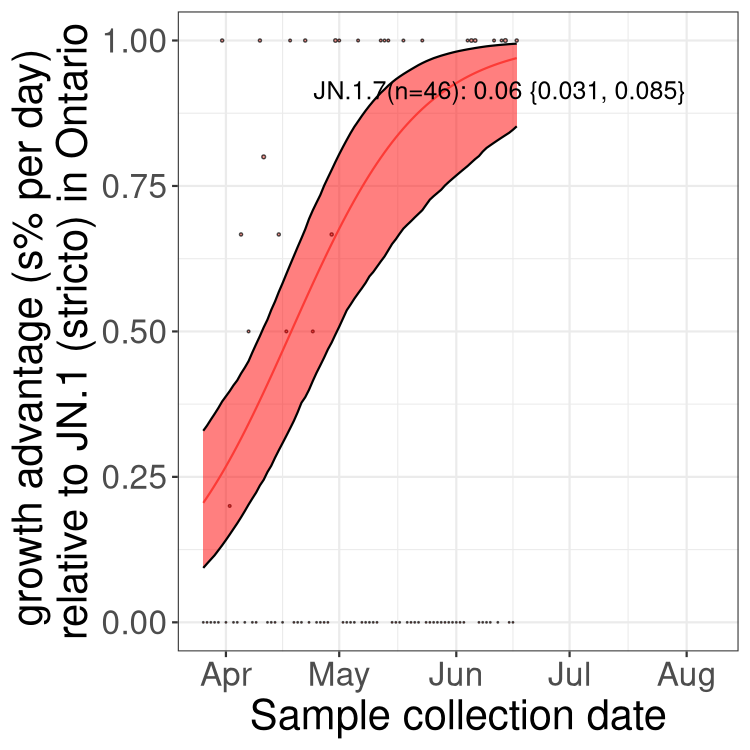 growth advantage (s% per day)
relative to JN.1 (stricto) in Ontario
1.00
0.75
0.50
0.25
0.00
JN.1.7(n=46): 0.06 {0.031, 0.085}
Apr May Jun Jul Aug
Sample collection date